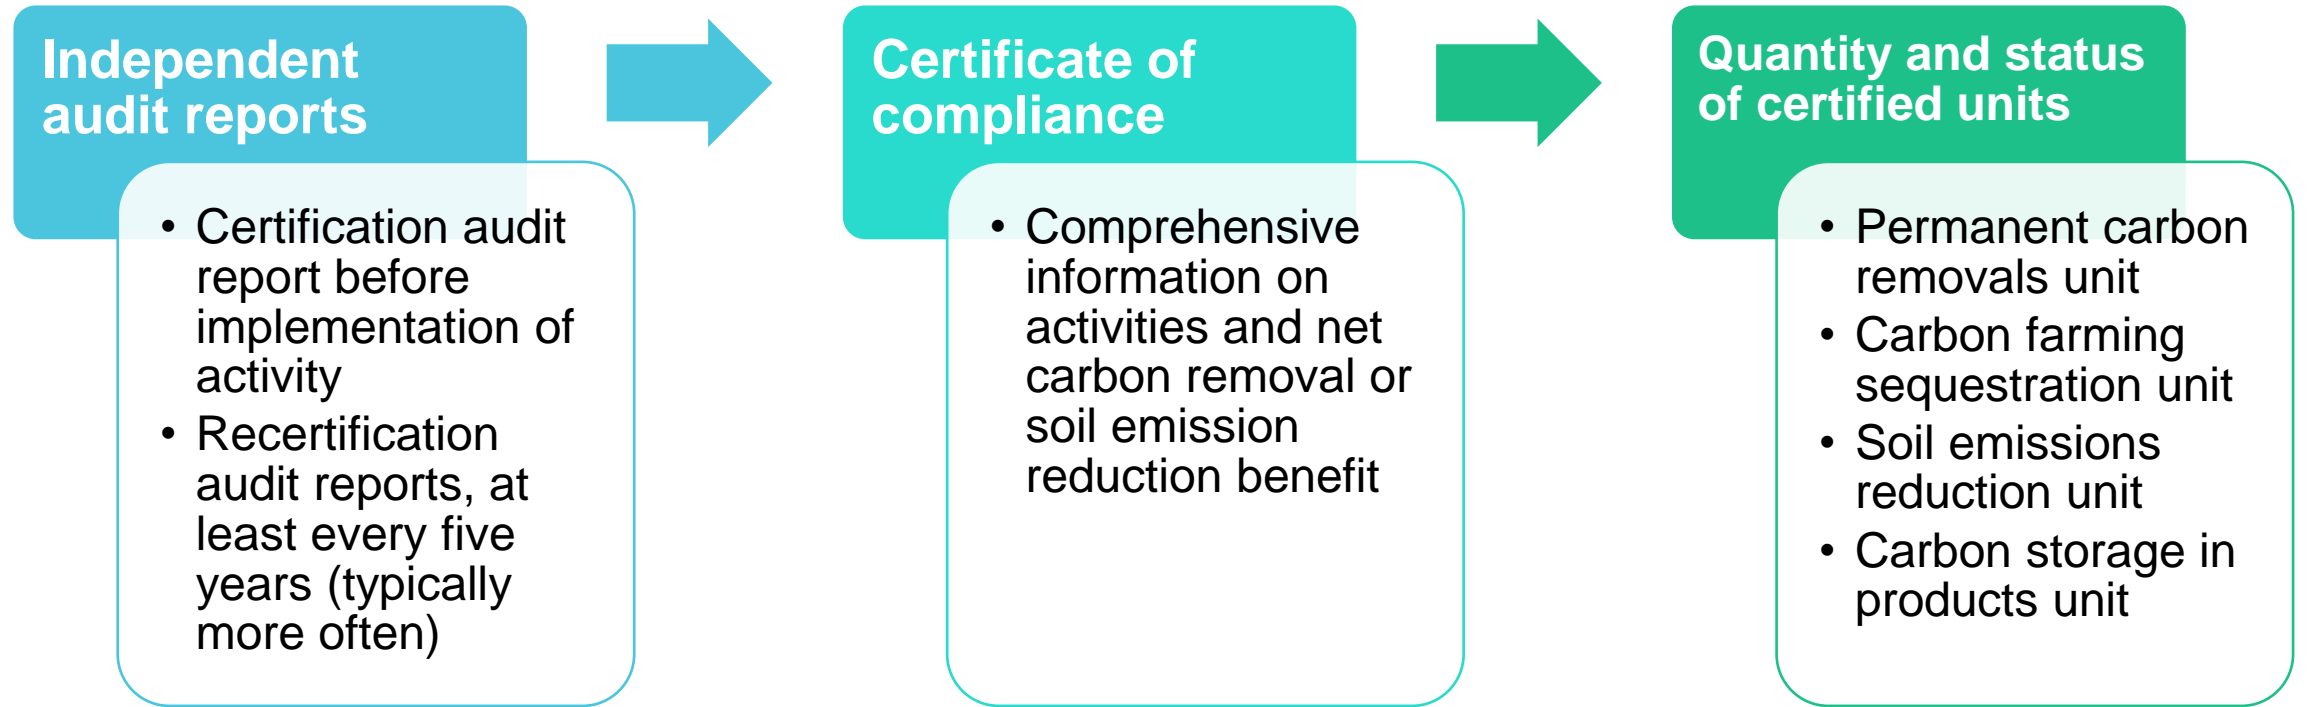 Independent
audit reports
• Certification audit
report before
implementation of
activity
• Recertification
audit reports, at
least every five
years (typically
more often)
Certificate of
compliance
• Comprehensive
information on
activities and net
carbon removal or
soil emission
reduction benefit
Quantity and status
of certified units
• Permanent carbon
removals unit
• Carbon farming
sequestration unit
• Soil emissions
reduction unit
• Carbon storage in
products unit